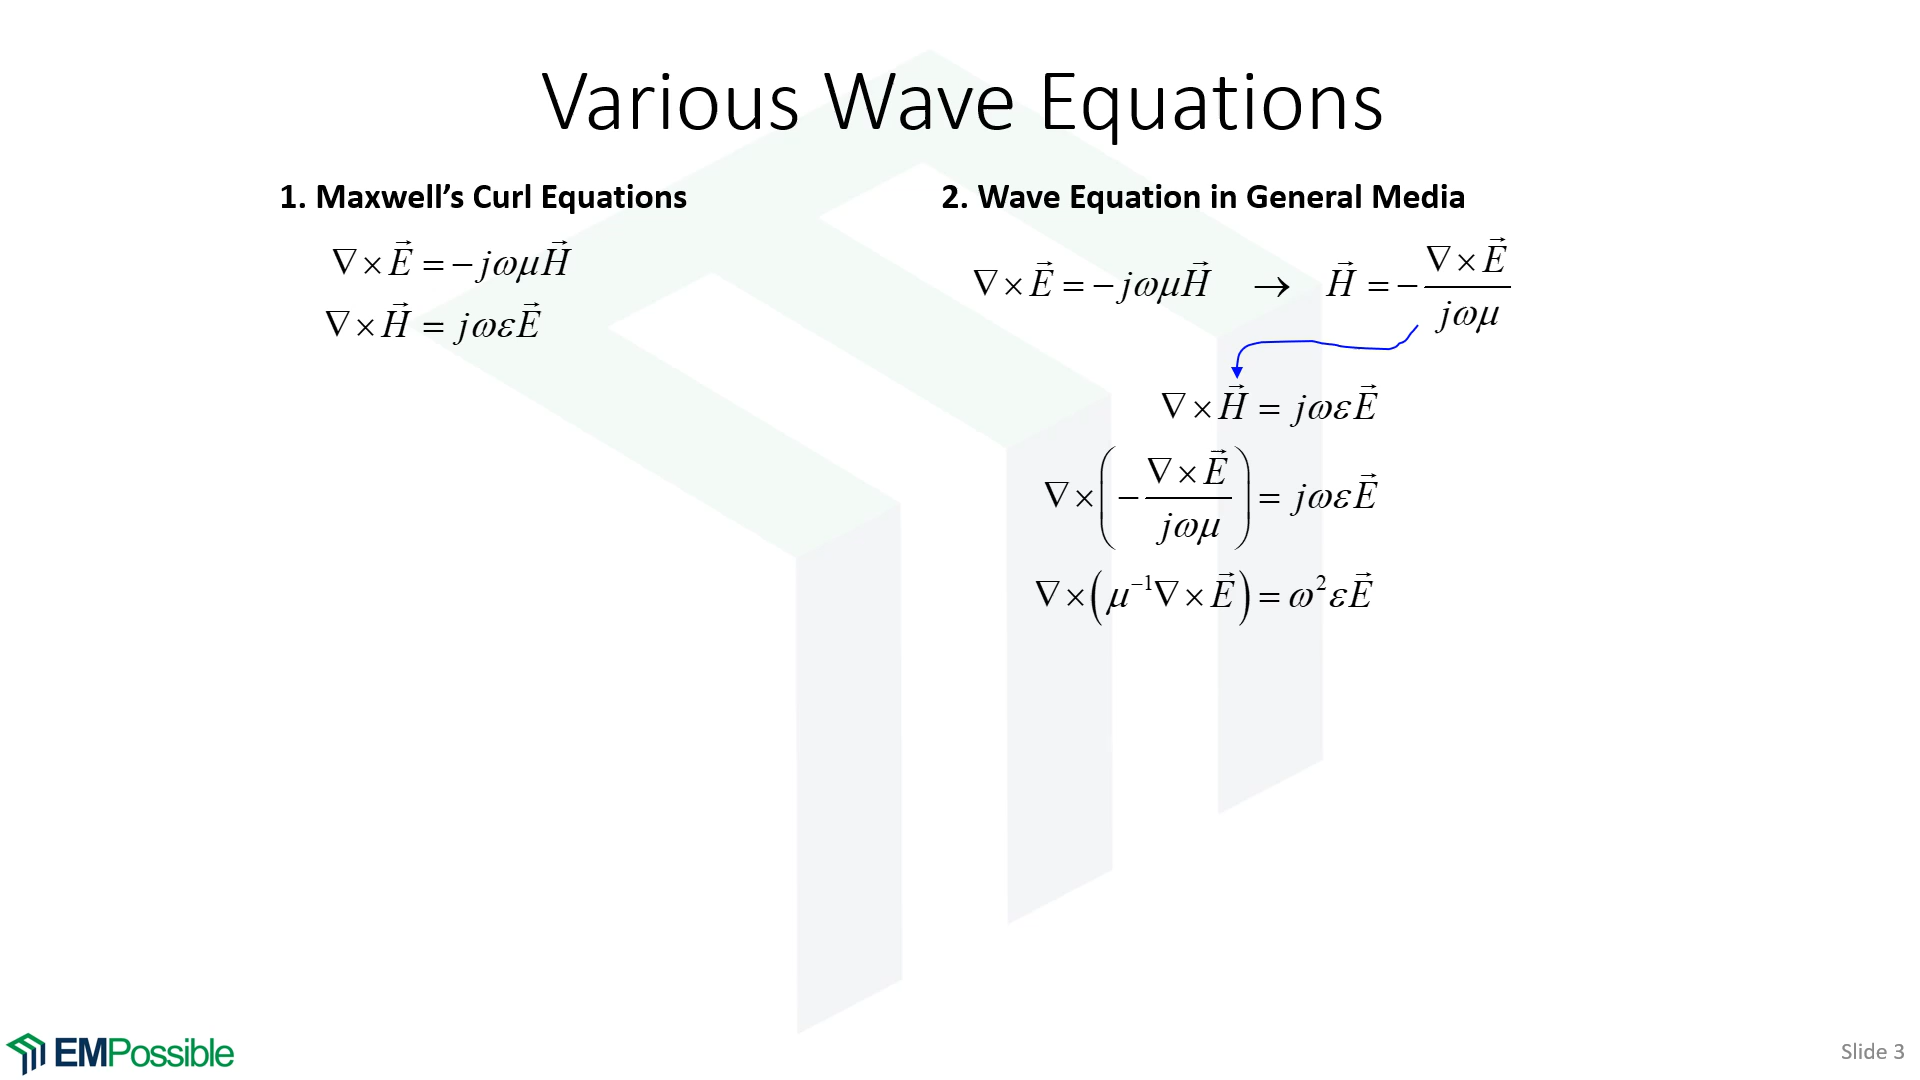 Various Wave Equations
1. Maxwell's Curl Equations
∇ × E⃗ = − jωμH⃗
∇ × H⃗ = jωεE⃗
2. Wave Equation in General Media
∇ × E⃗ = − jωμH⃗ → H⃗ = − (∇ × E⃗)/(jωμ)
∇ × H⃗ = jωεE⃗
∇ × (− (∇ × E⃗)/(jωμ)) = jωεE⃗
∇ × (μ⁻¹∇ × E⃗) = ω²εE⃗
EMPossible
Slide 3